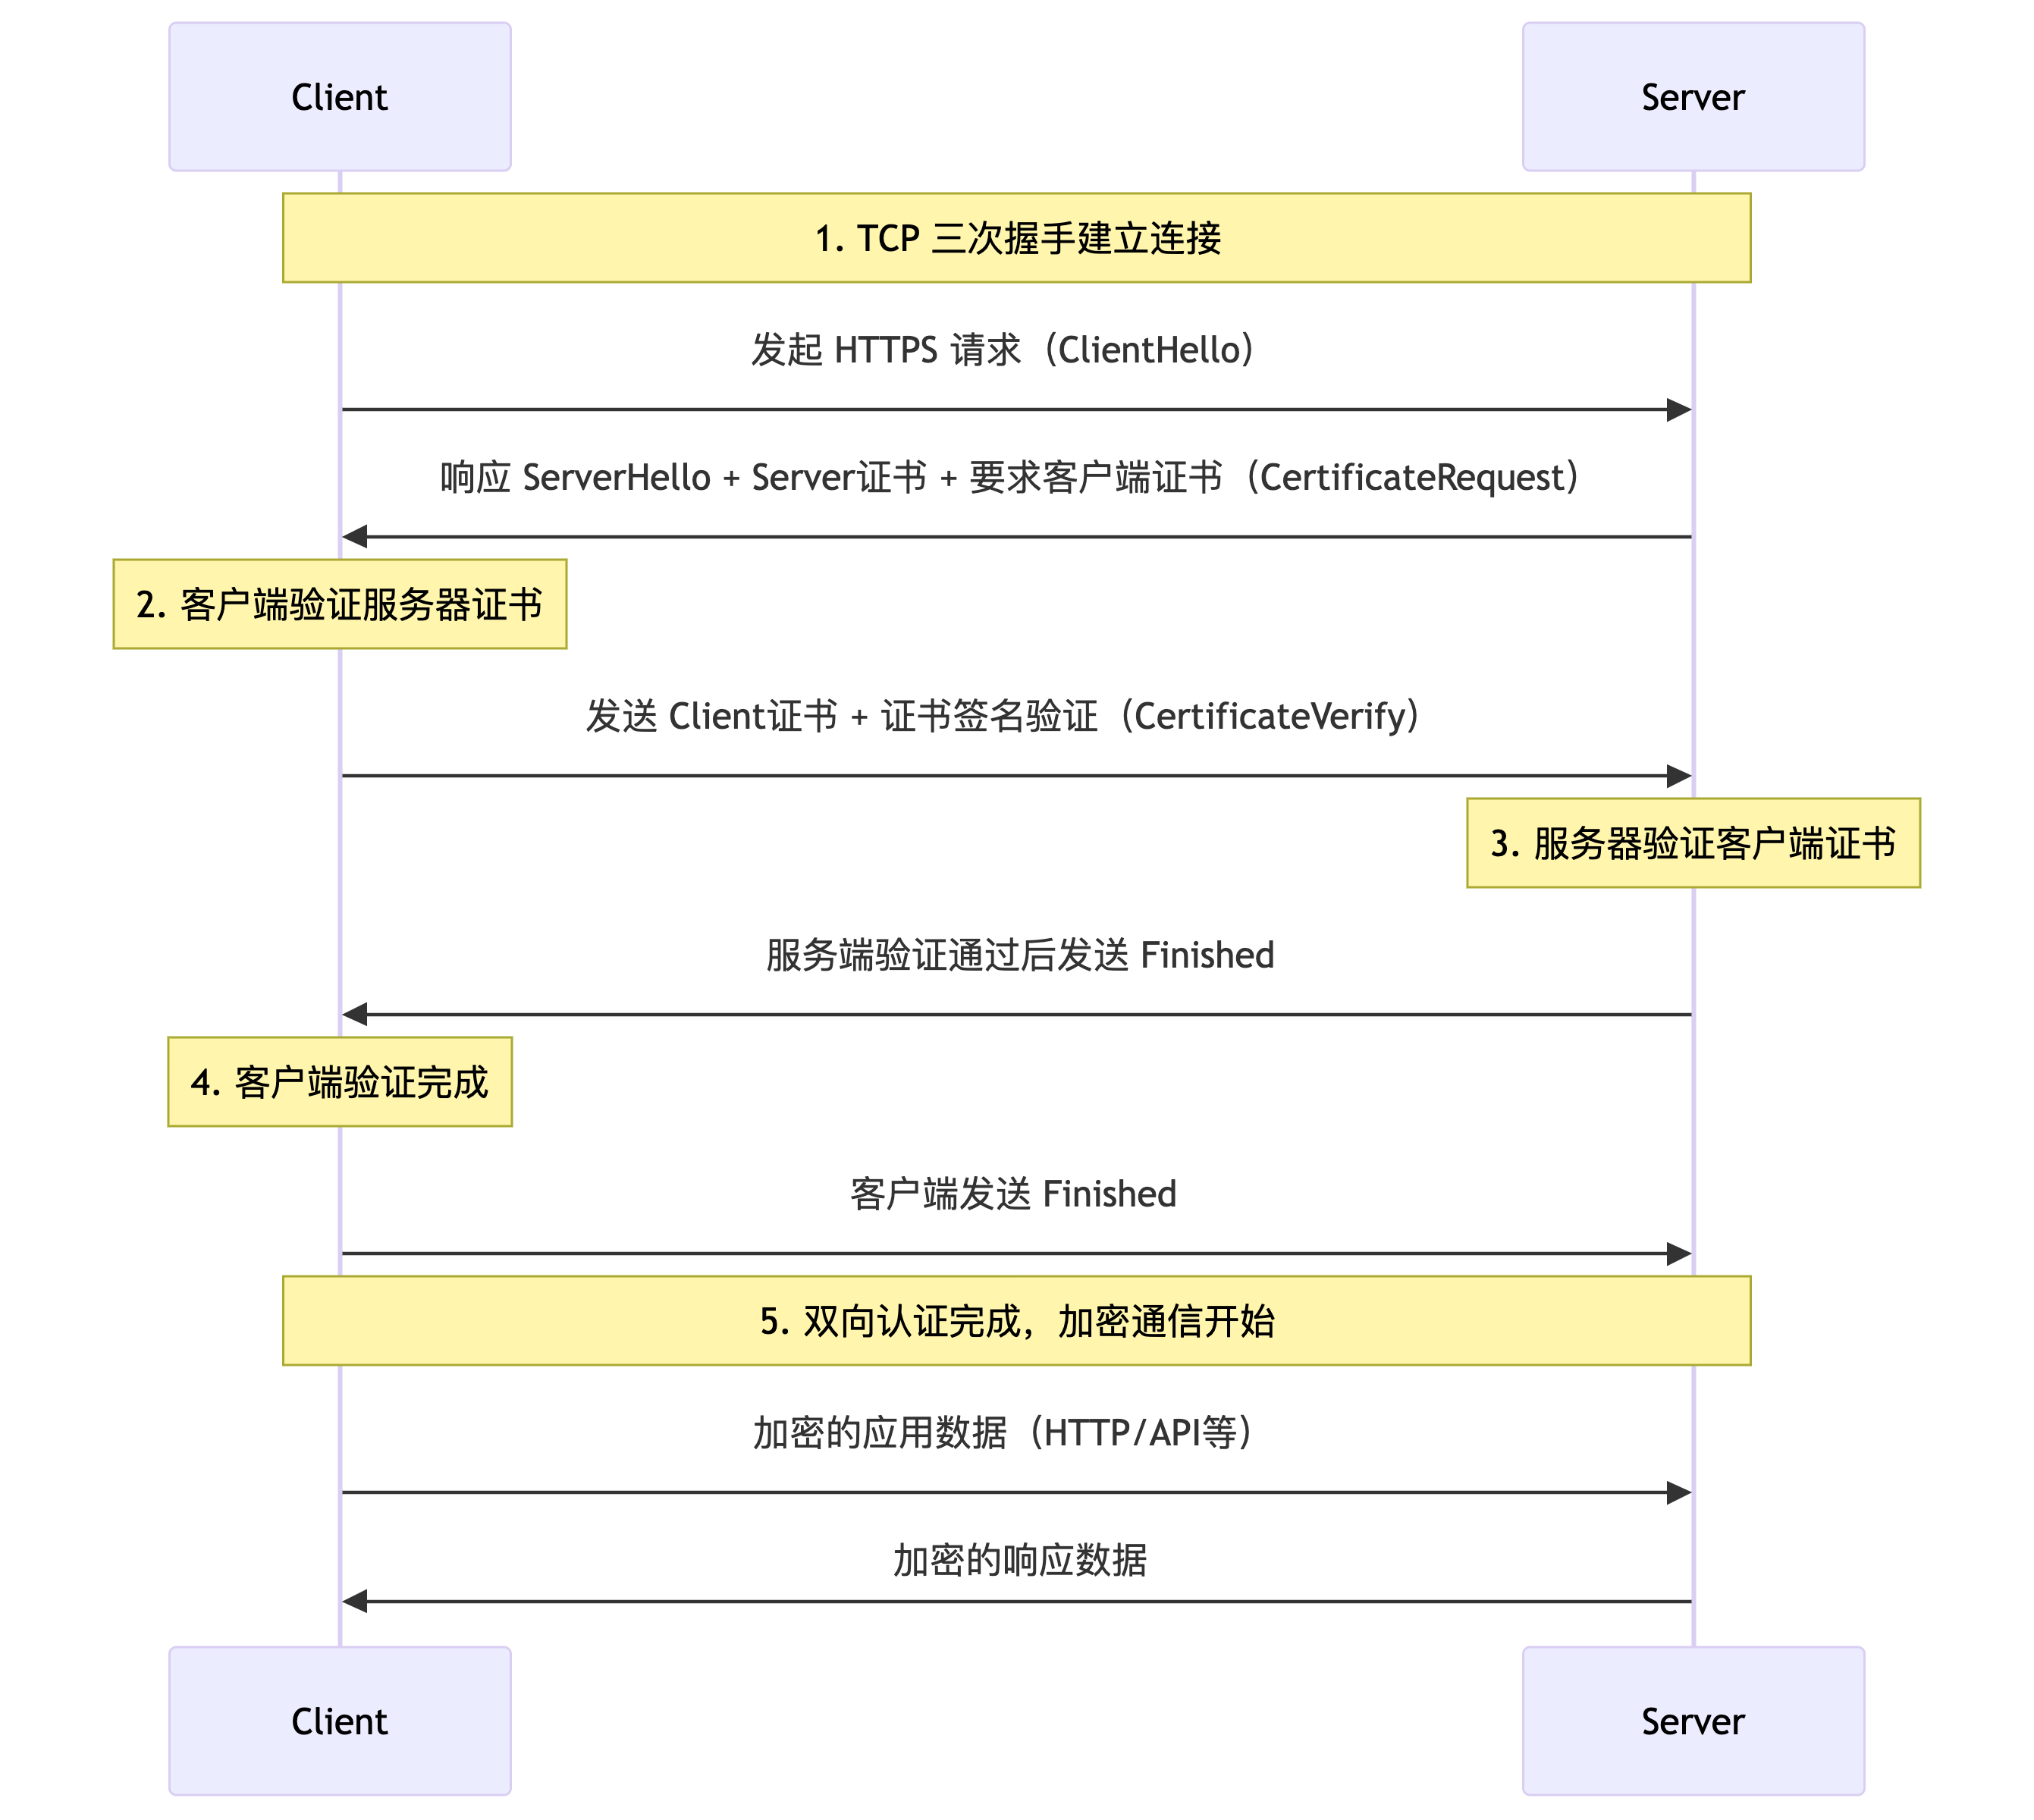 Client
Server
1. TCP 三次握手建立连接
发起 HTTPS 请求（ClientHello）
响应 ServerHello + Server证书 + 要求客户端证书（CertificateRequest）
2. 客户端验证服务器证书
发送 Client证书 + 证书签名验证（CertificateVerify）
3. 服务器验证客户端证书
服务端验证通过后发送 Finished
4. 客户端验证完成
客户端发送 Finished
5. 双向认证完成，加密通信开始
加密的应用数据（HTTP/API等）
加密的响应数据
Client
Server